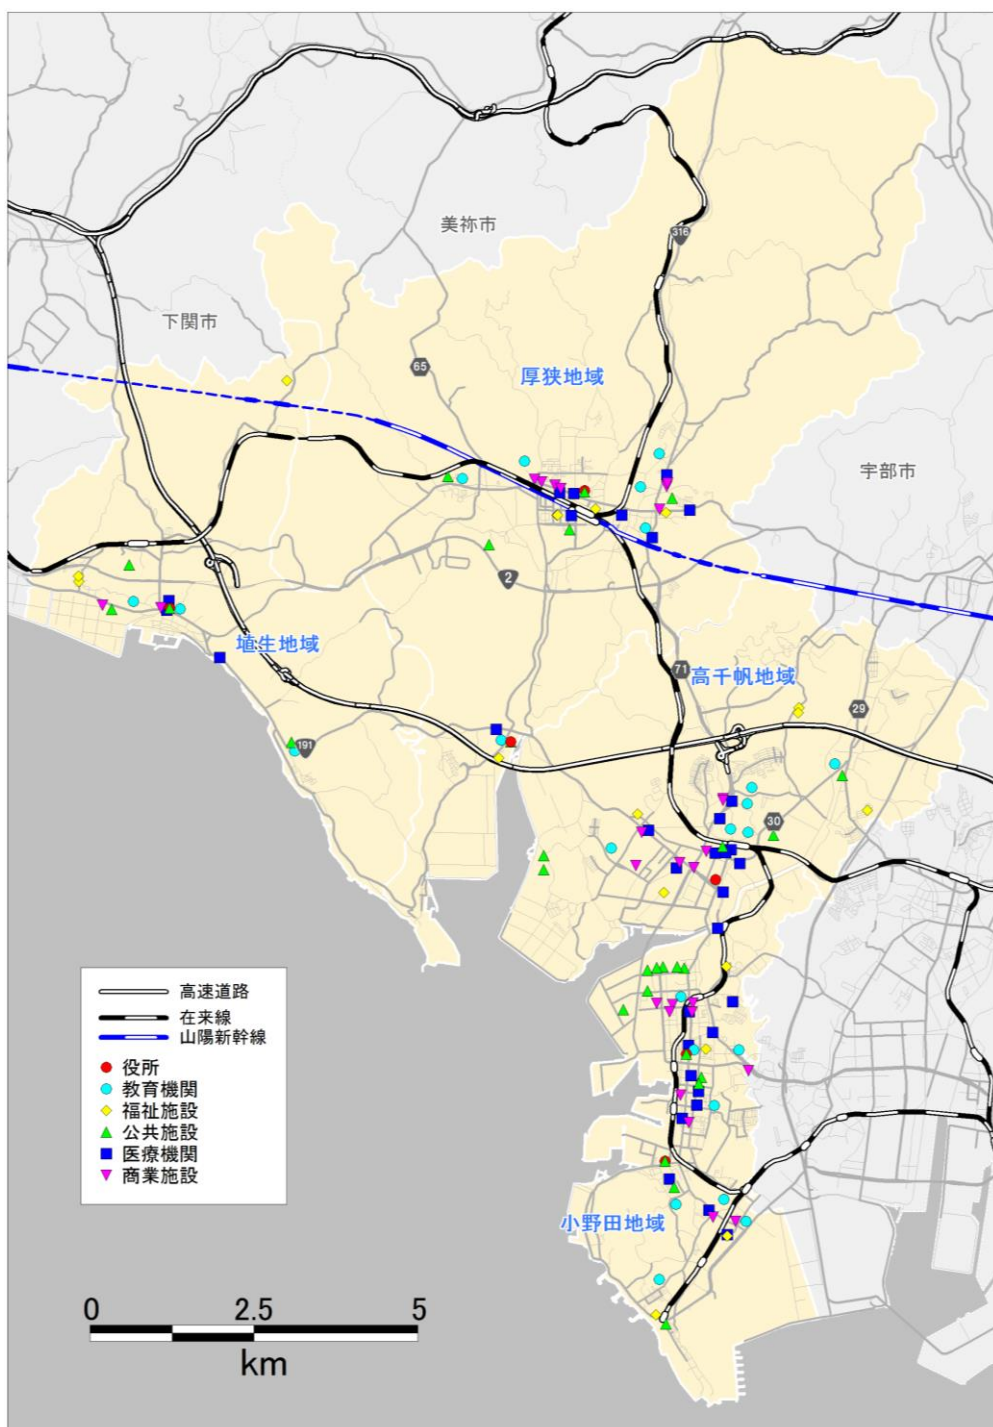 316
美祢市
下関市
65
厚狭地域
宇部市
2
埴生地域
71
高千帆地域
29
191
30
高速道路
在来線
山陽新幹線
役所
教育機関
福祉施設
公共施設
医療機関
商業施設
小野田地域
0 2.5 5
km